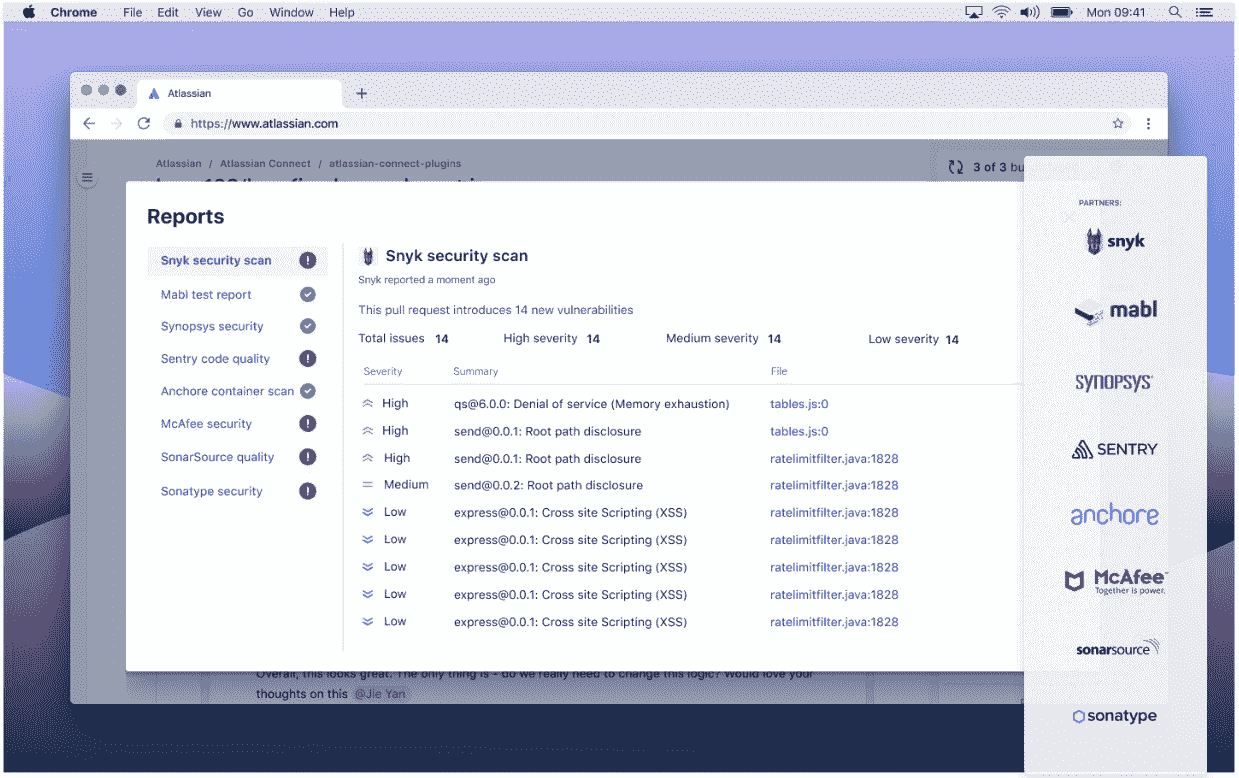 Chrome File Edit View Go Window Help Mon 09:41
Atlassian
https://www.atlassian.com
Atlassian / Atlassian Connect / atlassian-connect-plugins
3 of 3 bu
Reports
Snyk security scan
Mabl test report
Synopsys security
Sentry code quality
Anchore container scan
McAfee security
SonarSource quality
Sonatype security
Snyk security scan
Snyk reported a moment ago
This pull request introduces 14 new vulnerabilities
Total issues 14 High severity 14 Medium severity 14 Low severity 14
Severity Summary File
High qs@6.0.0: Denial of service (Memory exhaustion) tables.js:0
High send@0.0.1: Root path disclosure tables.js:0
High send@0.0.1: Root path disclosure ratelimitfilter.java:1828
Medium send@0.0.2: Root path disclosure ratelimitfilter.java:1828
Low express@0.0.1: Cross site Scripting (XSS) ratelimitfilter.java:1828
Low express@0.0.1: Cross site Scripting (XSS) ratelimitfilter.java:1828
Low express@0.0.1: Cross site Scripting (XSS) ratelimitfilter.java:1828
Low express@0.0.1: Cross site Scripting (XSS) ratelimitfilter.java:1828
Low express@0.0.1: Cross site Scripting (XSS) ratelimitfilter.java:1828
Overall, this looks great. The only thing is - do we really need to change this logic? Would love your
thoughts on this @Jie Yan
PARTNERS:
snyk
mabl
SYNOPSYS
SENTRY
anchore
McAfee™
Together is power.
sonarsource
sonatype